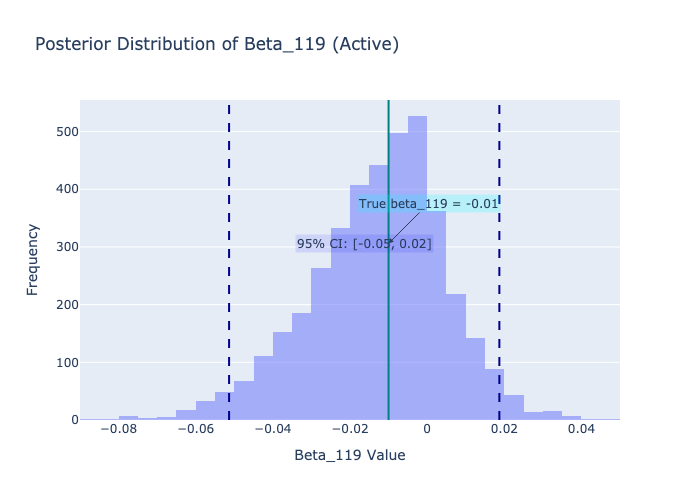 Posterior Distribution of Beta_119 (Active)
Frequency
500
400
300
200
100
0
True beta_119 = -0.01
95% CI: [-0.05, 0.02]
−0.08
−0.06
−0.04
−0.02
0
0.02
0.04
Beta_119 Value